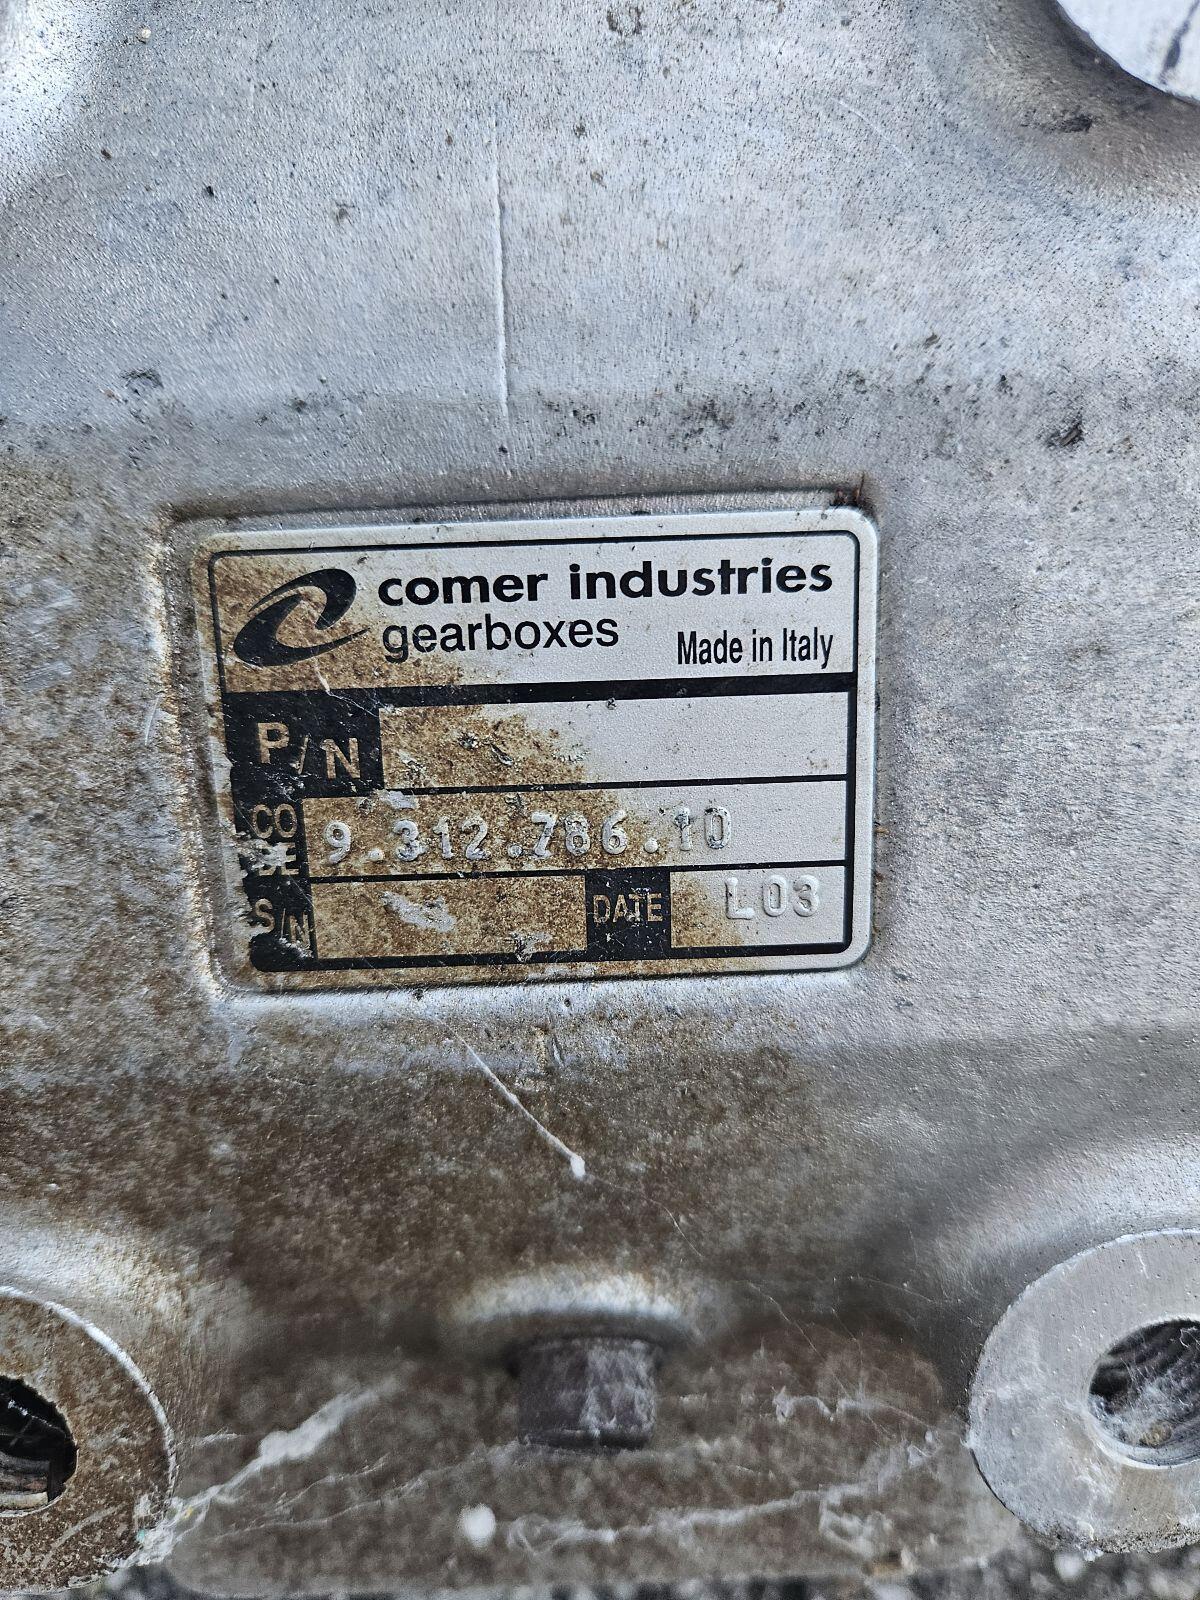 comer industries
gearboxes
Made in Italy
P/N
CODE 9.312.786.10
S/N DATE L03